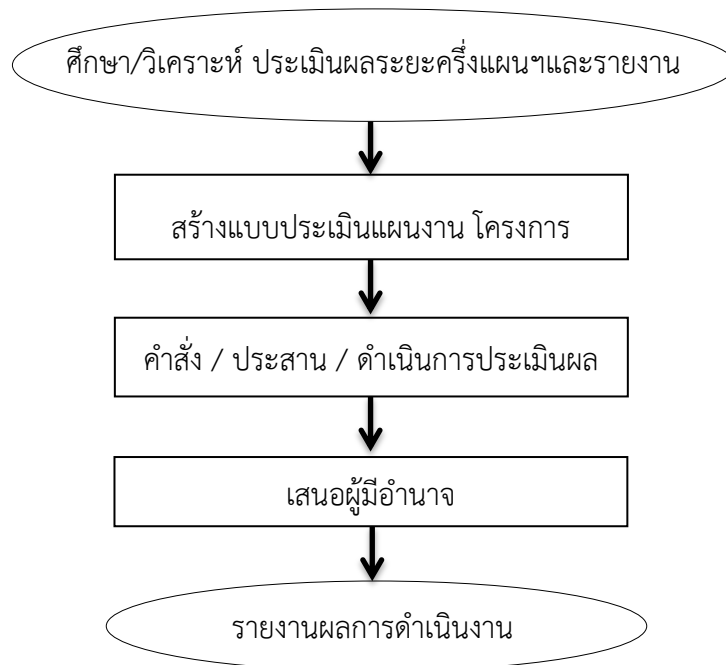 ศึกษา/วิเคราะห์ ประเมินผลระยะครึ่งแผนฯและรายงาน
สร้างแบบประเมินแผนงาน โครงการ
คำสั่ง / ประสาน / ดำเนินการประเมินผล
เสนอผู้มีอำนาจ
รายงานผลการดำเนินงาน